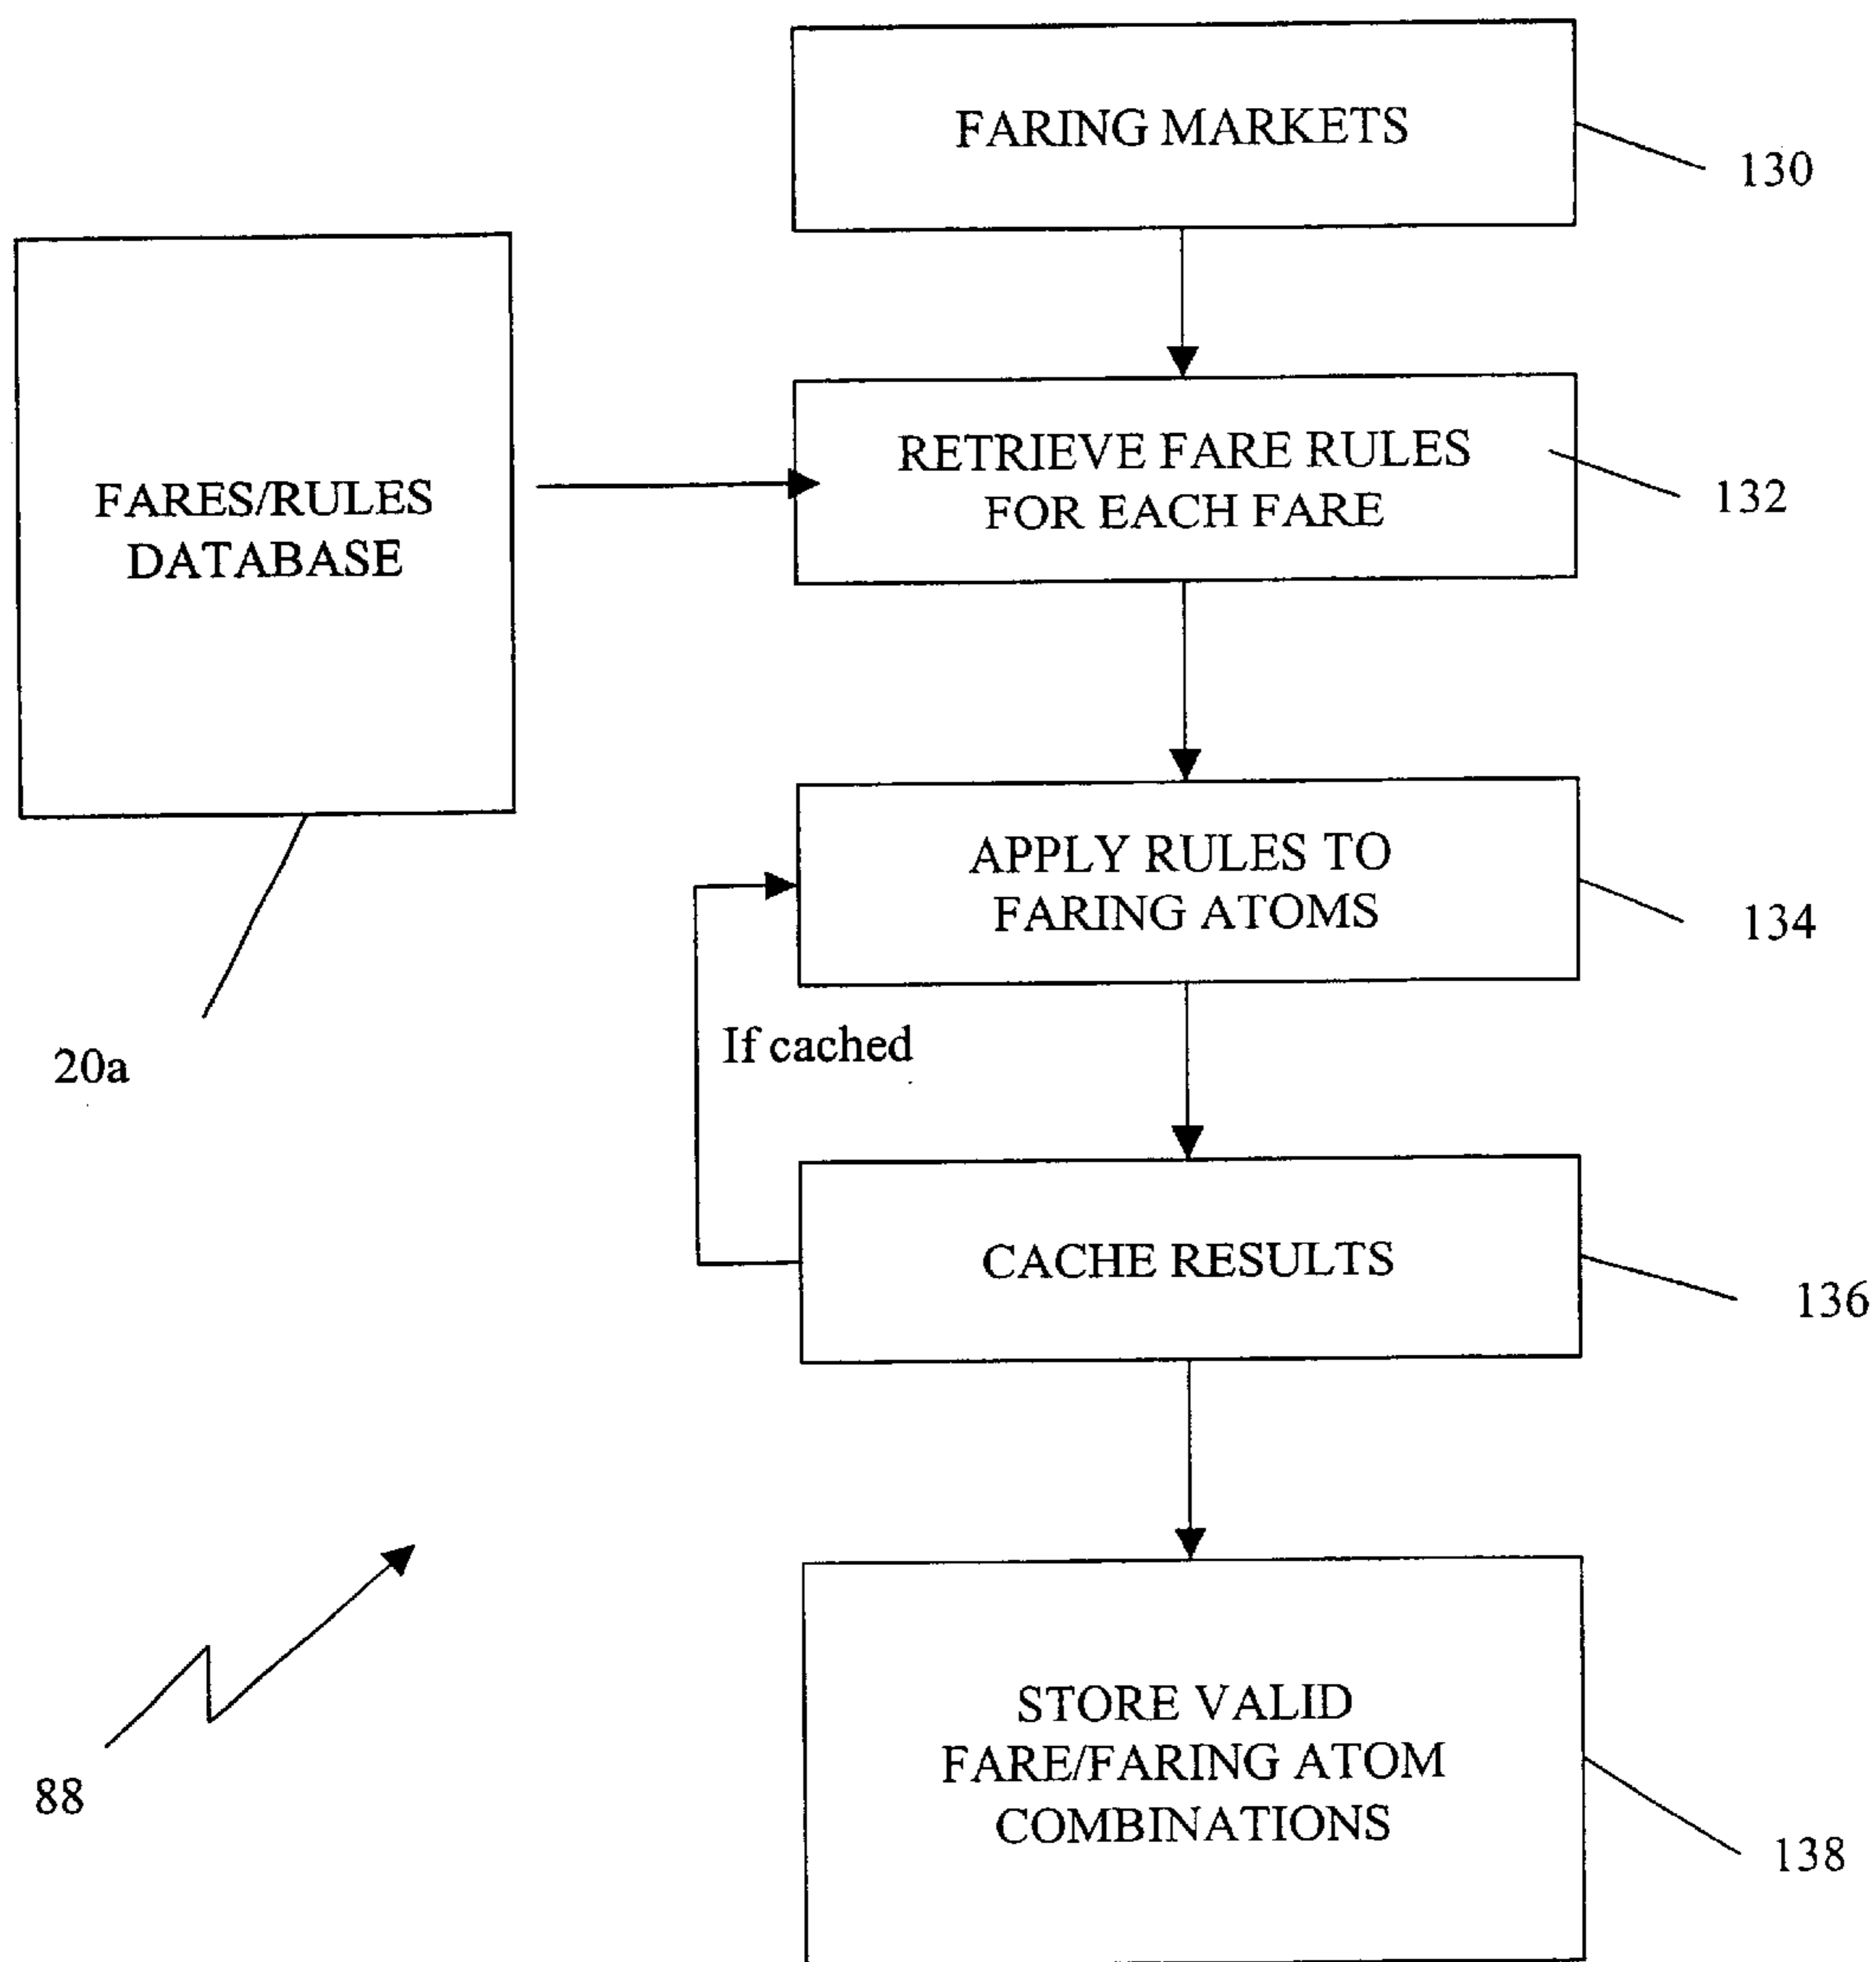 FARING MARKETS
130
FARES/RULES
DATABASE
20a
RETRIEVE FARE RULES
FOR EACH FARE
132
APPLY RULES TO
FARING ATOMS
134
If cached
CACHE RESULTS
136
STORE VALID
FARE/FARING ATOM
COMBINATIONS
138
88